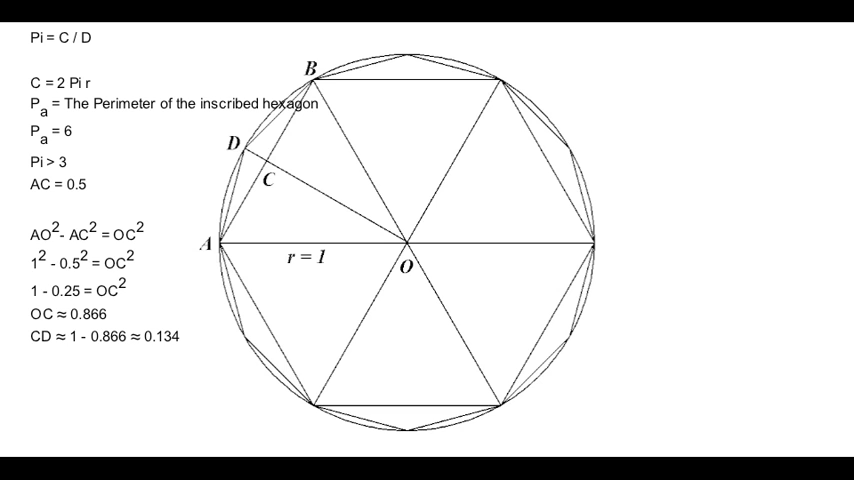 Pi = C / D
C = 2 Pi r
Pa = The Perimeter of the inscribed hexagon
Pa = 6
Pi > 3
AC = 0.5
AO2- AC2 = OC2
12 - 0.52 = OC2
1 - 0.25 = OC2
OC ≈ 0.866
CD ≈ 1 - 0.866 ≈ 0.134
B
D
C
A
r = 1
O